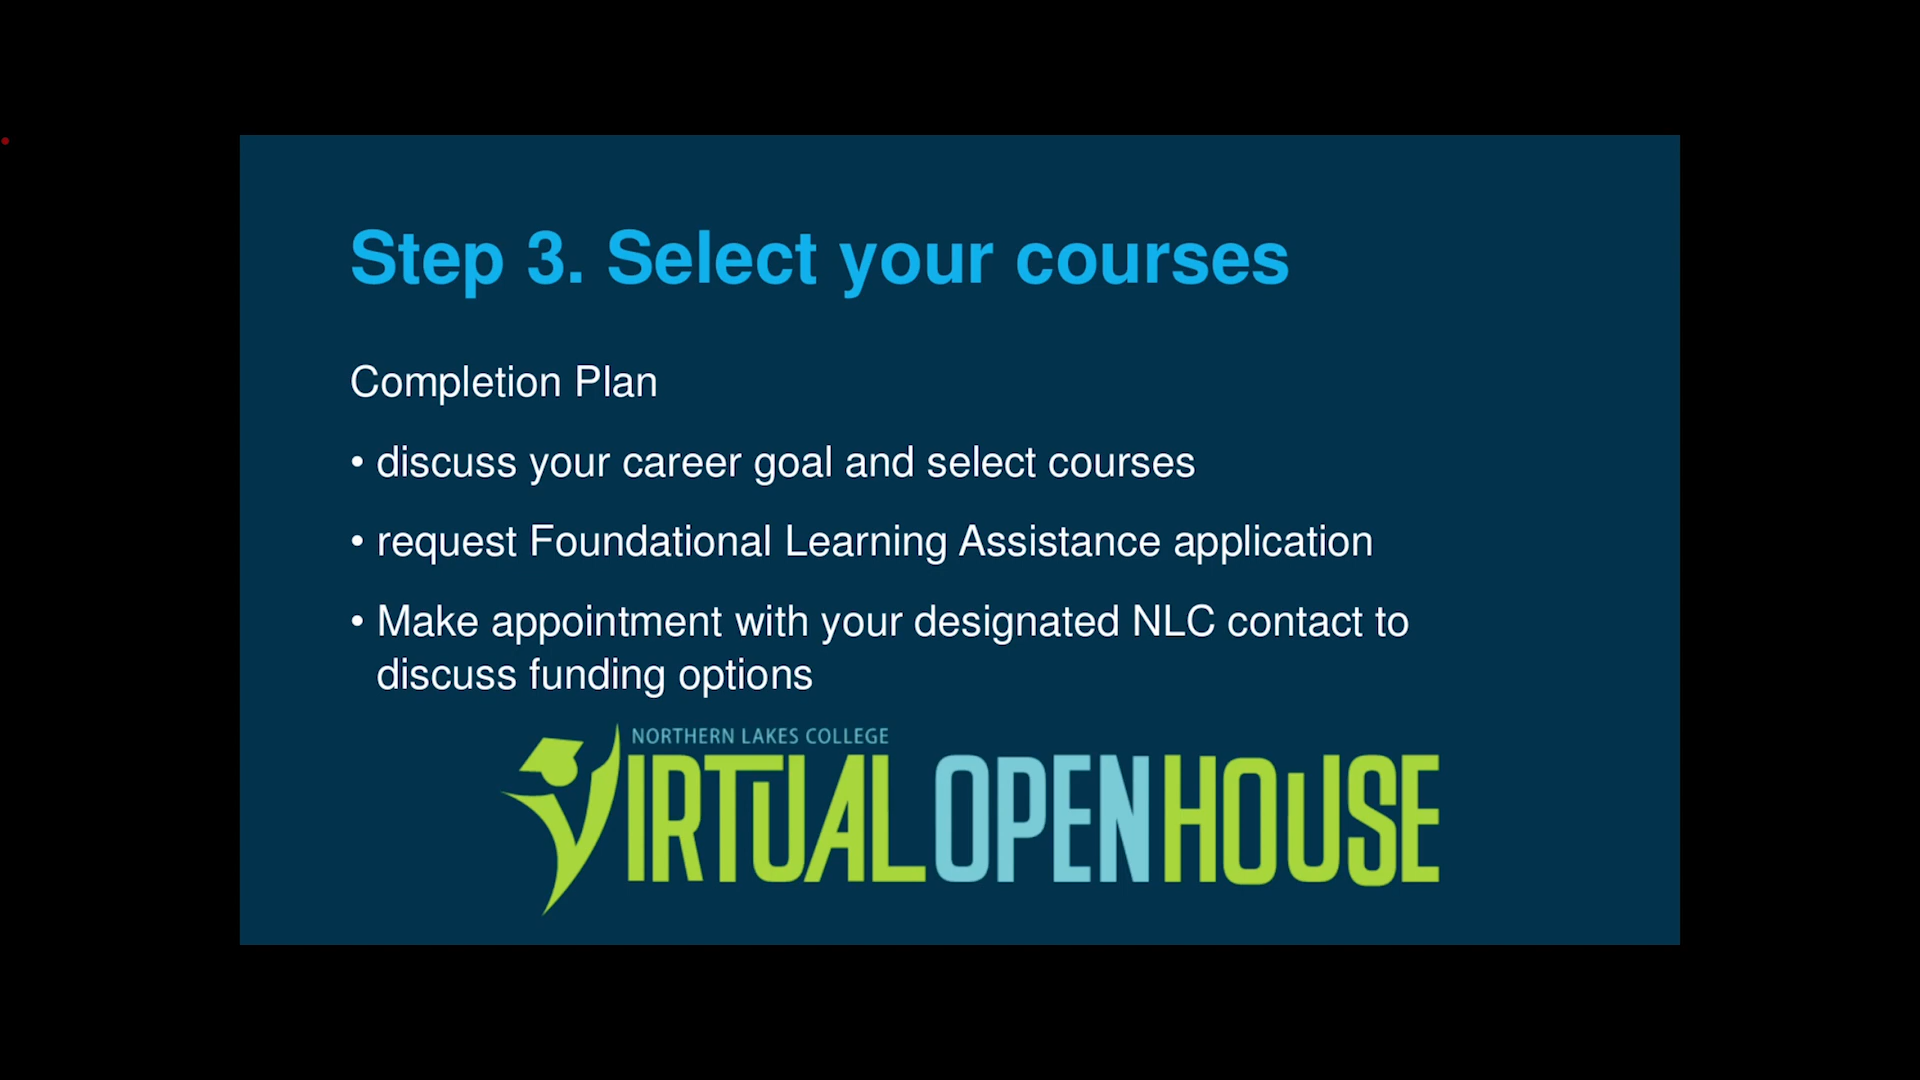 Step 3. Select your courses
Completion Plan
• discuss your career goal and select courses
• request Foundational Learning Assistance application
• Make appointment with your designated NLC contact to
discuss funding options
NORTHERN LAKES COLLEGE
VIRTUAL OPEN HOUSE